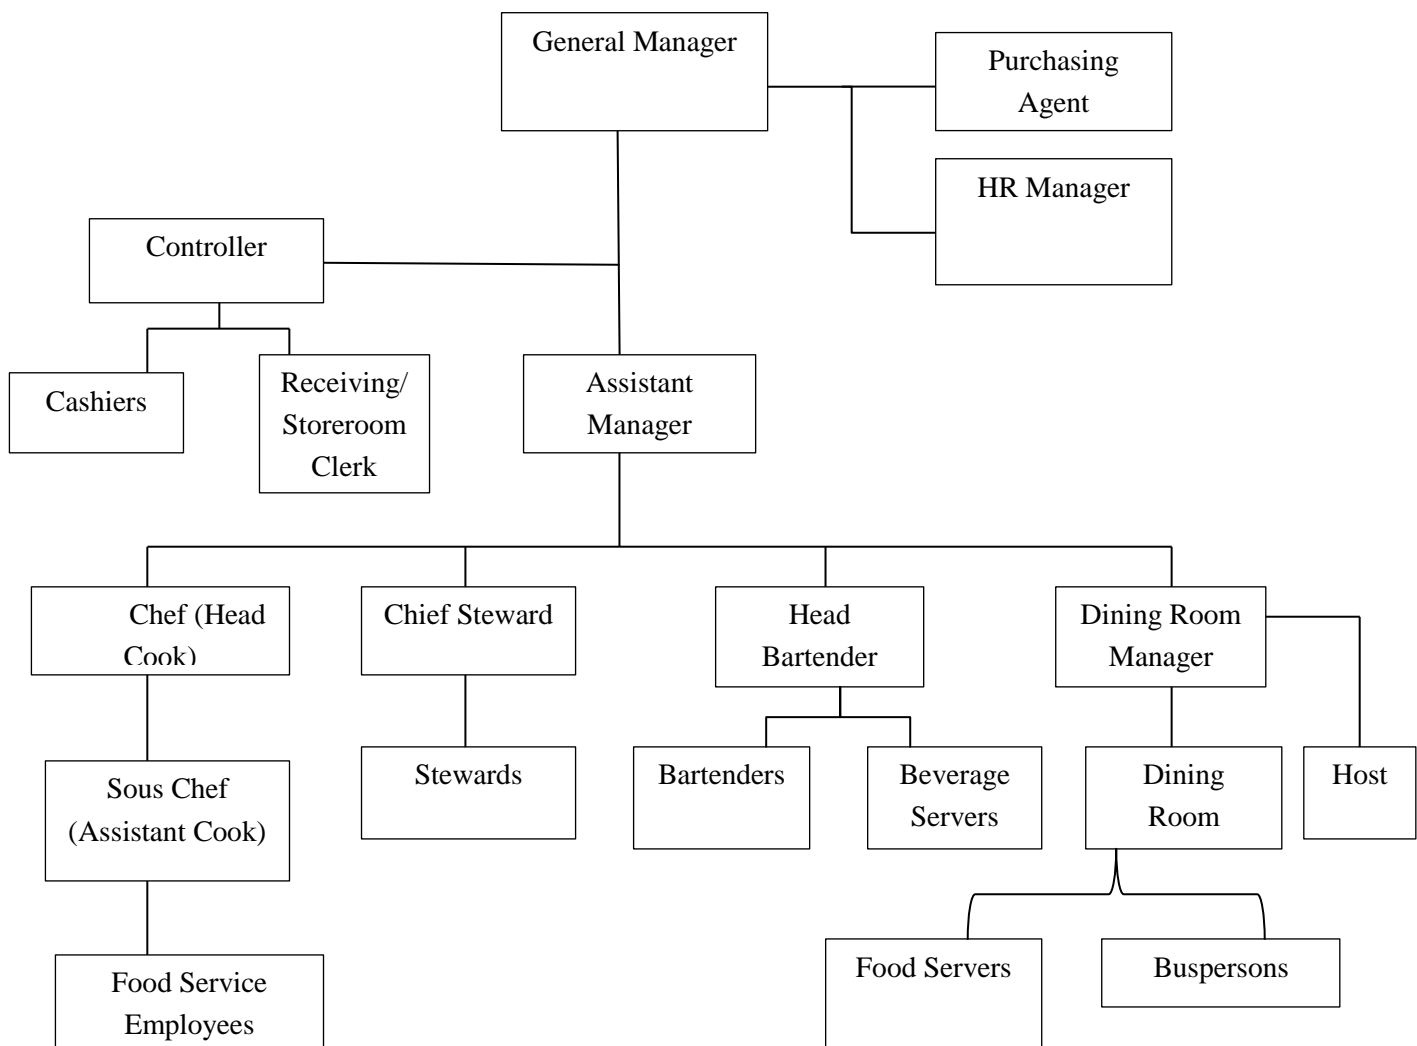 General Manager
Purchasing
Agent
HR Manager
Controller
Cashiers
Receiving/
Storeroom
Clerk
Assistant
Manager
Chef (Head
Cook)
Chief Steward
Head
Bartender
Dining Room
Manager
Sous Chef
(Assistant Cook)
Stewards
Bartenders
Beverage
Servers
Dining
Room
Host
Food Service
Employees
Food Servers
Buspersons